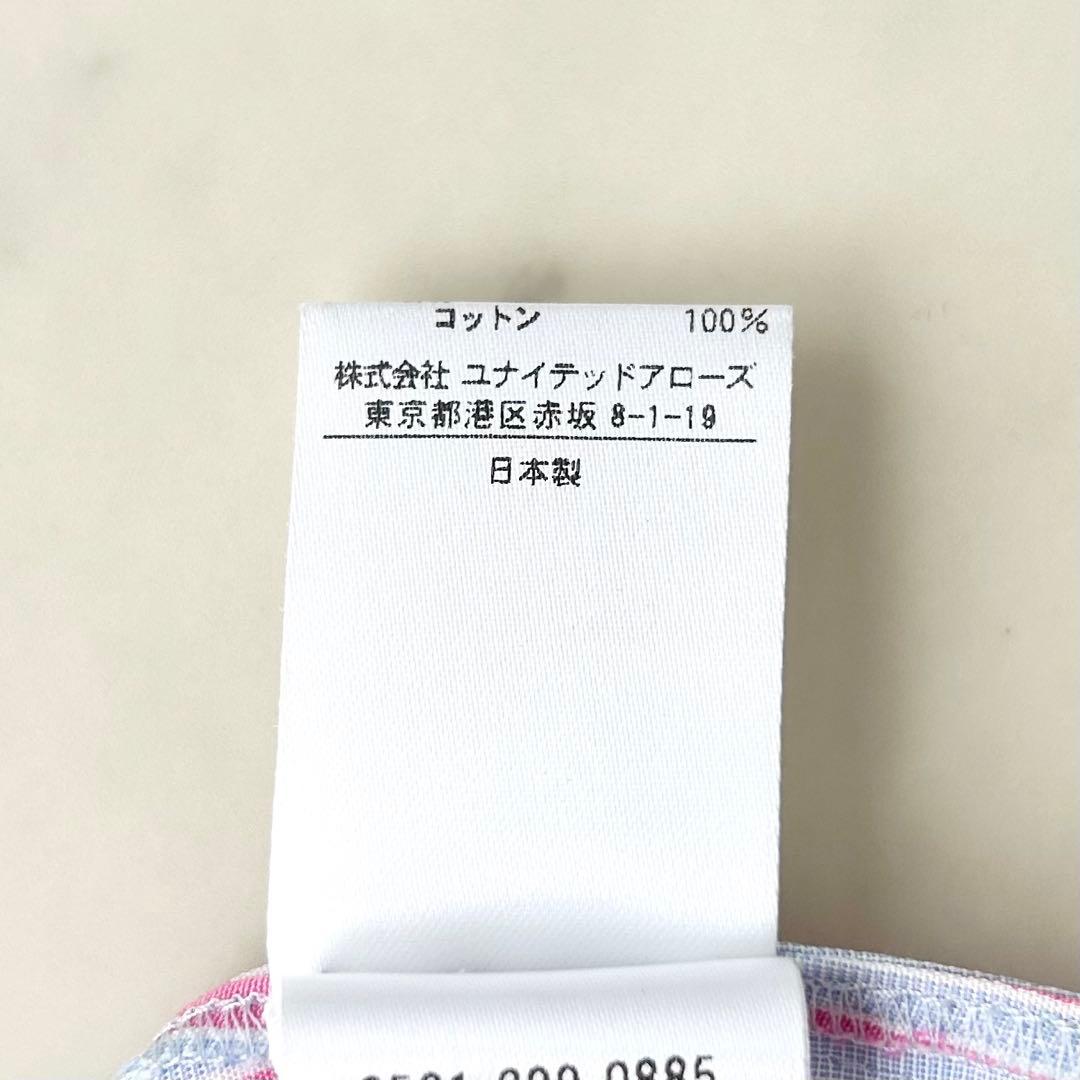 コットン 100%
株式会社 ユナイテッドアローズ
東京都港区赤坂 8-1-19
日本製
0885